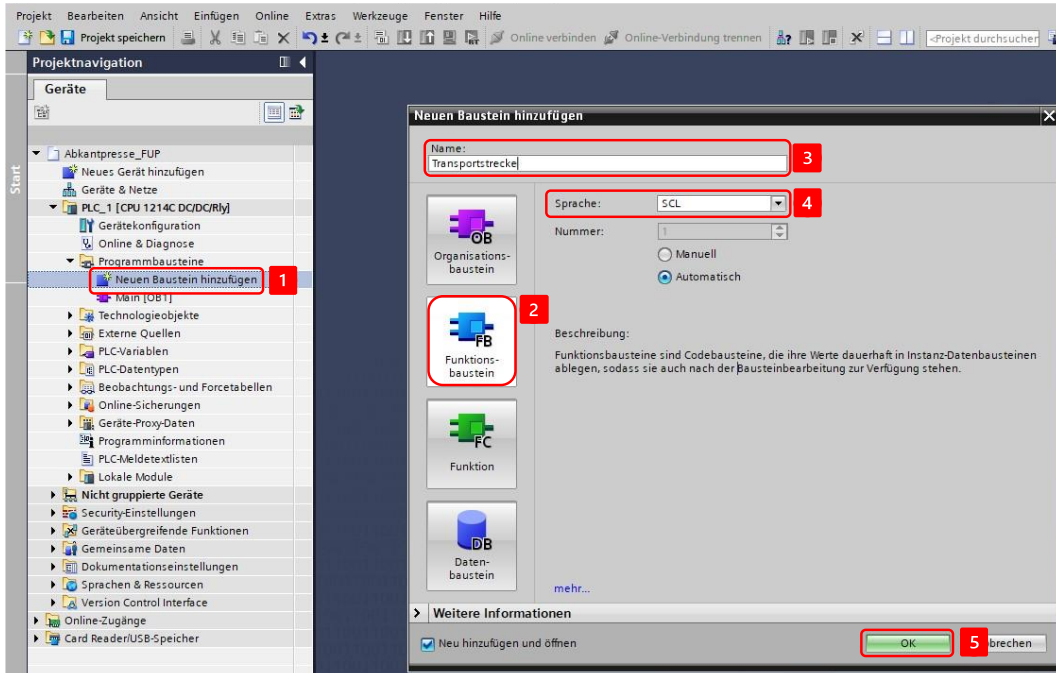 Projekt Bearbeiten Ansicht Einfügen Online Extras Werkzeuge Fenster Hilfe
Projekt speichern
Online verbinden
Online-Verbindung trennen
<Projekt durchsuchen
Start
Projektnavigation
Geräte
Abkantpresse_FUP
Neues Gerät hinzufügen
Geräte & Netze
PLC_1 [CPU 1214C DC/DC/Rly]
Gerätekonfiguration
Online & Diagnose
Programmbausteine
Neuen Baustein hinzufügen
1
Main [OB1]
Technologieobjekte
Externe Quellen
PLC-Variablen
PLC-Datentypen
Beobachtungs- und Forcetabellen
Online-Sicherungen
Geräte-Proxy-Daten
Programminformationen
PLC-Meldetextlisten
Lokale Module
Nicht gruppierte Geräte
Security-Einstellungen
Geräteübergreifende Funktionen
Gemeinsame Daten
Dokumentationseinstellungen
Sprachen & Ressourcen
Version Control Interface
Online-Zugänge
Card Reader/USB-Speicher
Neuen Baustein hinzufügen
Name:
Transportstrecke
3
OB
Organisations-
baustein
2
FB
Funktions-
baustein
FC
Funktion
DB
Daten-
baustein
Sprache: SCL
4
Nummer: 1
Manuell
Automatisch
Beschreibung:
Funktionsbausteine sind Codebausteine, die ihre Werte dauerhaft in Instanz-Datenbausteinen
ablegen, sodass sie auch nach der Bausteinbearbeitung zur Verfügung stehen.
mehr...
Weitere Informationen
Neu hinzufügen und öffnen
OK
5
brechen